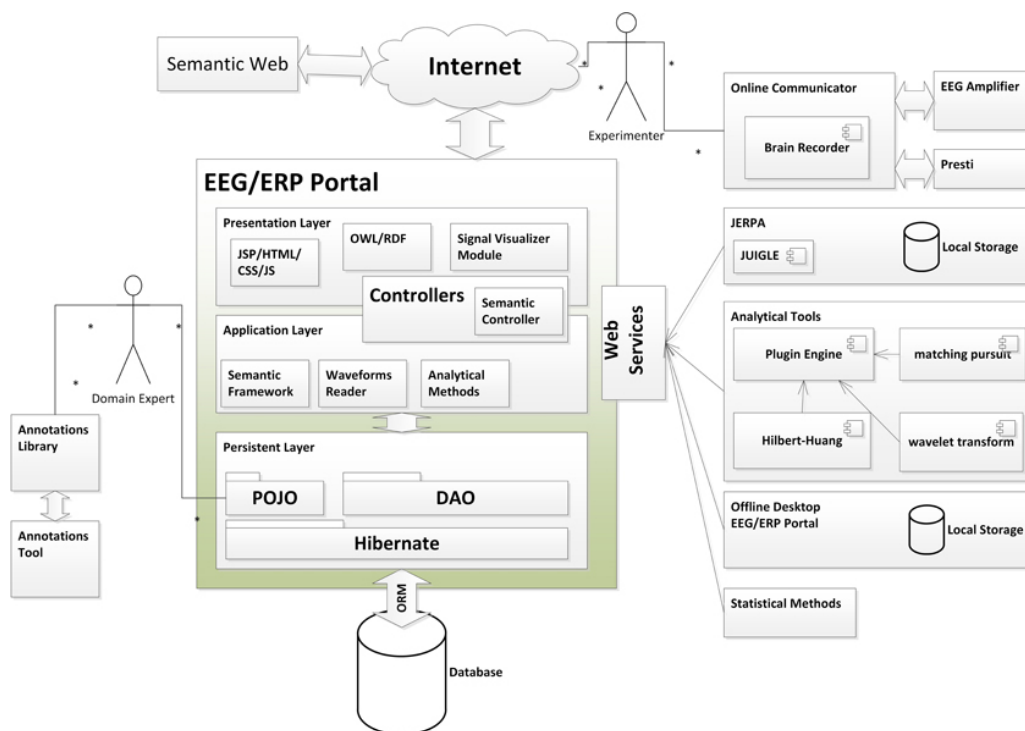 Semantic Web
Internet
*
*
*
Experimenter
*
Online Communicator
Brain Recorder
EEG Amplifier
Presti
EEG/ERP Portal
Presentation Layer
JSP/HTML/
CSS/JS
OWL/RDF
Signal Visualizer
Module
Controllers
Semantic
Controller
Application Layer
Semantic
Framework
Waveforms
Reader
Analytical
Methods
Persistent Layer
POJO
DAO
Hibernate
ORM
Database
Web
Services
*
*
*
Domain Expert
*
Annotations
Library
Annotations
Tool
JERPA
JUIGLE
Local Storage
Analytical Tools
Plugin Engine
matching pursuit
Hilbert-Huang
wavelet transform
Offline Desktop
EEG/ERP Portal
Local Storage
Statistical Methods